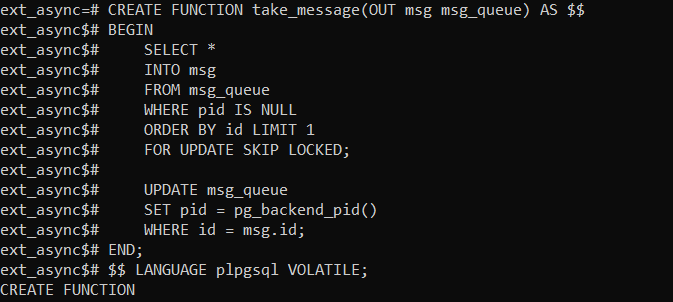 ext_async=# CREATE FUNCTION take_message(OUT msg msg_queue) AS $$
ext_async$# BEGIN
ext_async$#     SELECT *
ext_async$#     INTO msg
ext_async$#     FROM msg_queue
ext_async$#     WHERE pid IS NULL
ext_async$#     ORDER BY id LIMIT 1
ext_async$#     FOR UPDATE SKIP LOCKED;
ext_async$#
ext_async$#     UPDATE msg_queue
ext_async$#     SET pid = pg_backend_pid()
ext_async$#     WHERE id = msg.id;
ext_async$# END;
ext_async$# $$ LANGUAGE plpgsql VOLATILE;
CREATE FUNCTION